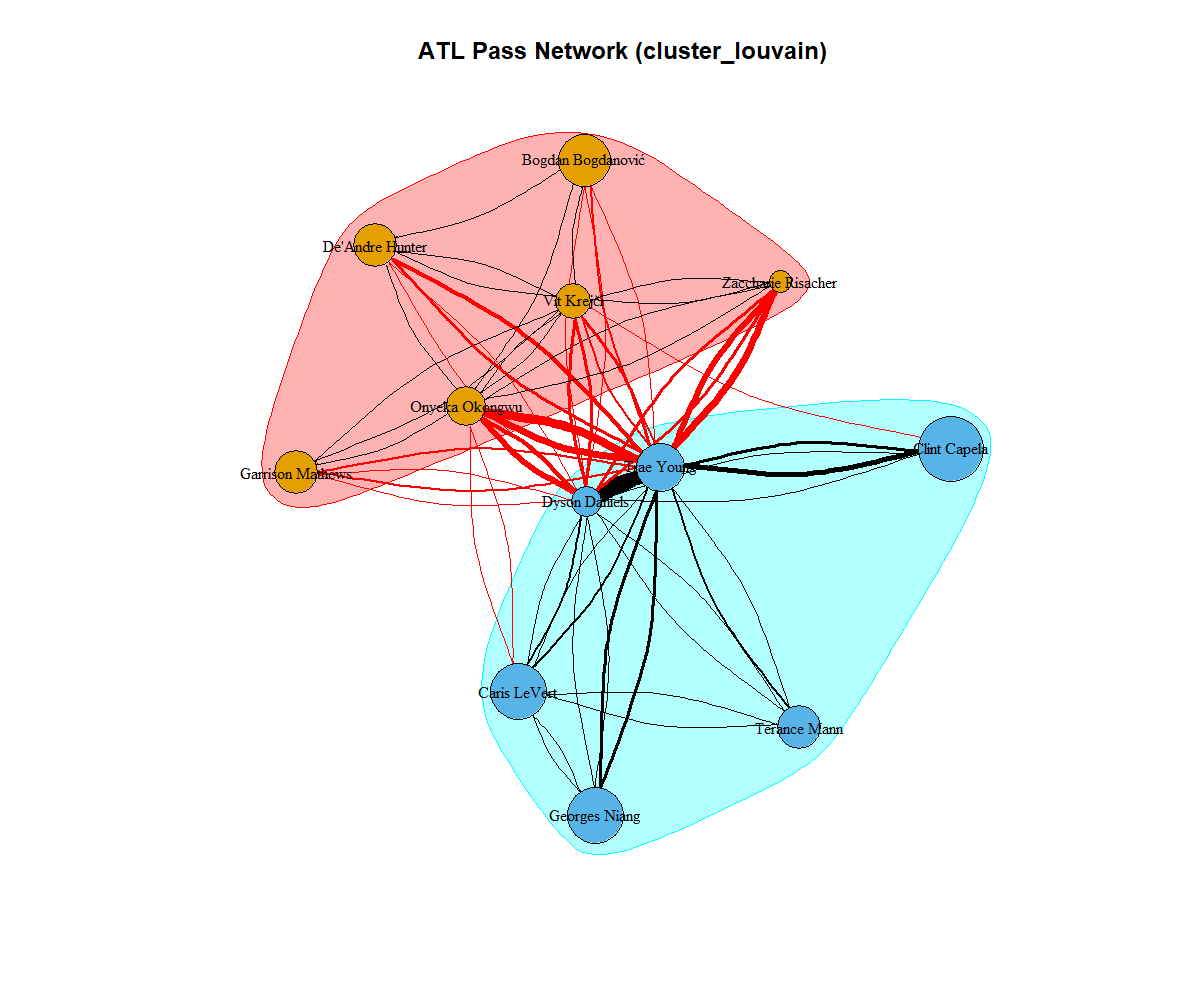 ATL Pass Network (cluster_louvain)
Bogdan Bogdanović
De'Andre Hunter
Zaccharie Risacher
Vit Krejci
Onyeka Okongwu
Clint Capela
Trae Young
Garrison Mathews
Dyson Daniels
Caris LeVert
Terance Mann
Georges Niang